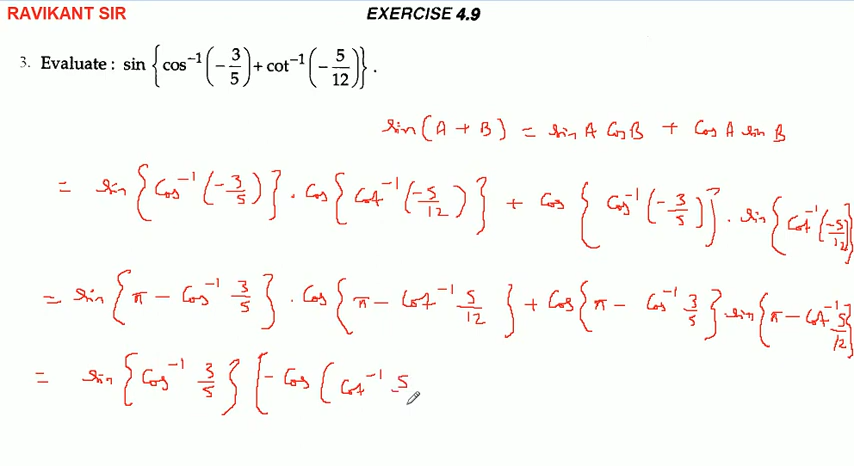 RAVIKANT SIR
EXERCISE 4.9
3. Evaluate : sin {cos⁻¹(−3/5) + cot⁻¹(−5/12)} .
sin(A + B) = sin A Cos B + Cos A sin B
= sin {Cos⁻¹(−3/5)} . Cos {Cot⁻¹(−5/12)} + Cos {Cos⁻¹(−3/5)} . sin {Cot⁻¹(−5/12)}
= sin {π − Cos⁻¹ 3/5} . Cos {π − Cot⁻¹ 5/12} + Cos {π − Cos⁻¹ 3/5} sin {π − Cot⁻¹ 5/12}
= sin {Cos⁻¹ 3/5} [− Cos (Cot⁻¹ 5